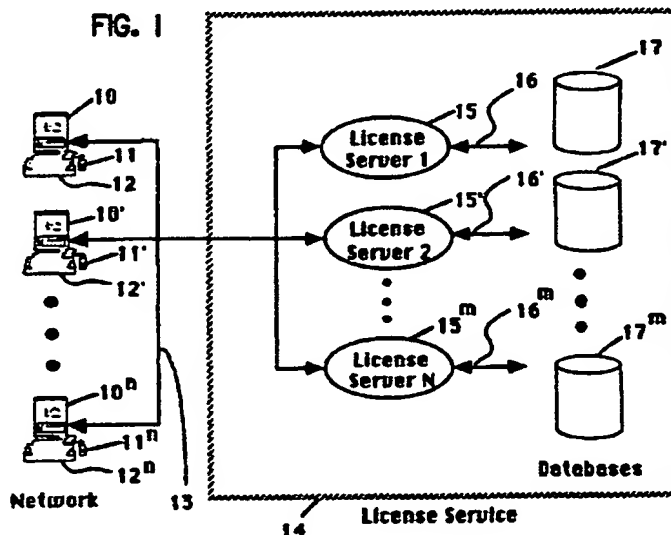 FIG. 1
10
11
12
10'
11'
12'
10ⁿ
11ⁿ
12ⁿ
Network
13
14
15
License
Server 1
16
17
15'
License
Server 2
16'
17'
15ᵐ
License
Server N
16ᵐ
17ᵐ
Databases
License Service